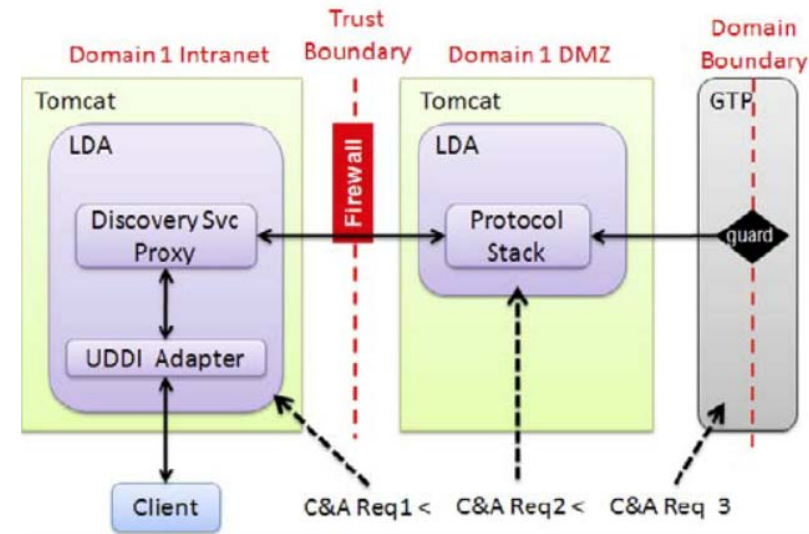 Trust
Boundary
Domain 1 Intranet
Domain 1 DMZ
Domain
Boundary
Tomcat
LDA
Discovery Svc
Proxy
UDDI Adapter
Client
Firewall
Tomcat
LDA
Protocol
Stack
GTP
guard
C&A Req1 < C&A Req2 < C&A Req 3